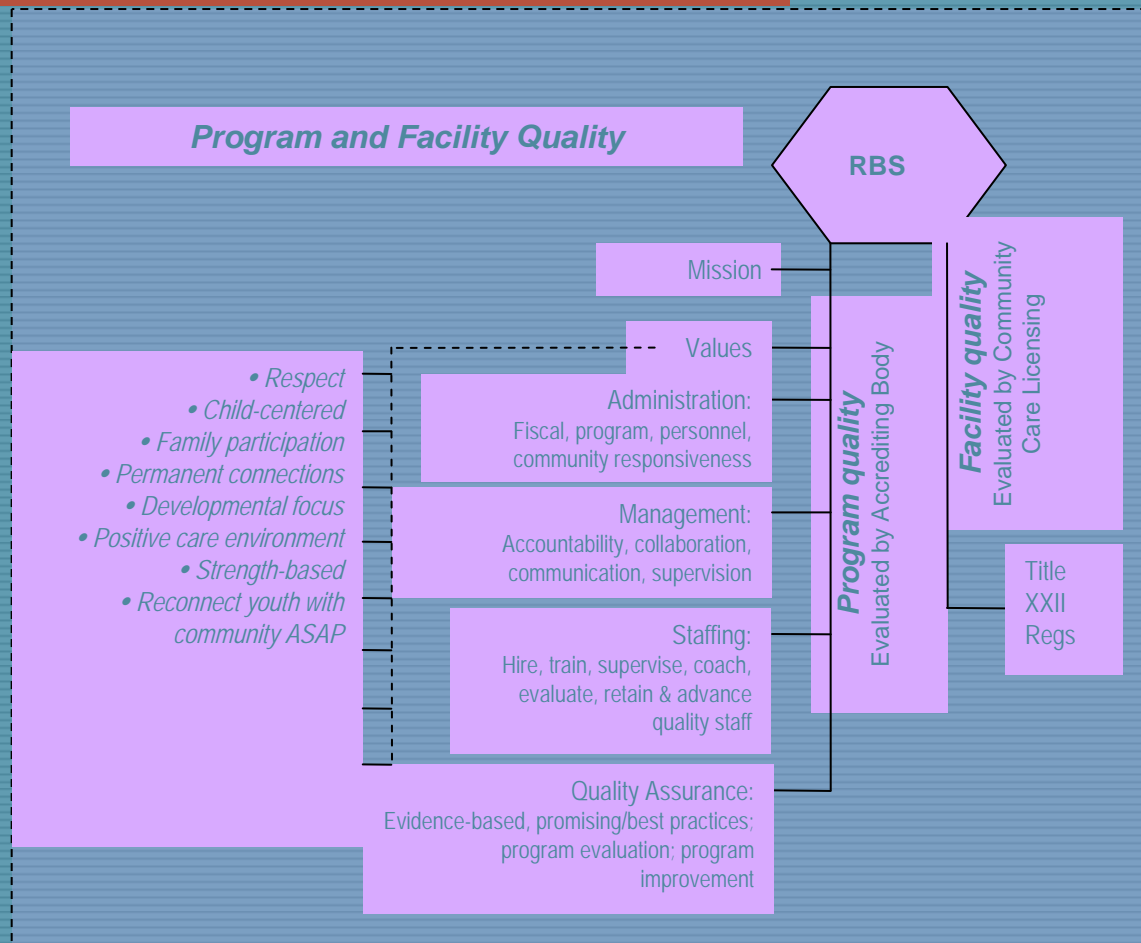 Program and Facility Quality
RBS
Mission
Values
• Respect
• Child-centered
• Family participation
• Permanent connections
• Developmental focus
• Positive care environment
• Strength-based
• Reconnect youth with
community ASAP
Administration:
Fiscal, program, personnel,
community responsiveness
Management:
Accountability, collaboration,
communication, supervision
Staffing:
Hire, train, supervise, coach,
evaluate, retain & advance
quality staff
Quality Assurance:
Evidence-based, promising/best practices;
program evaluation; program
improvement
Program quality
Evaluated by Accrediting Body
Facility quality
Evaluated by Community
Care Licensing
Title
XXII
Regs